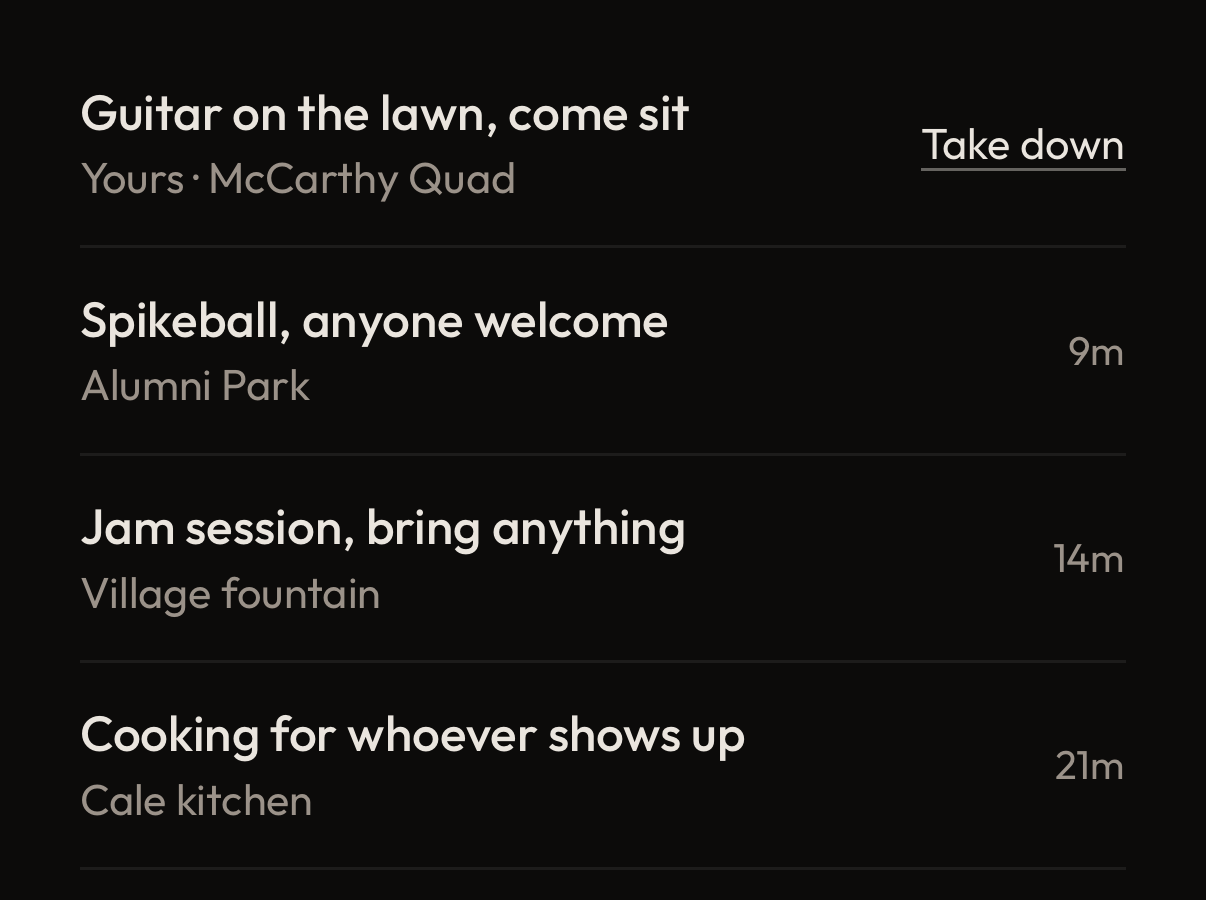 Guitar on the lawn, come sit
Yours · McCarthy Quad
Take down
Spikeball, anyone welcome
Alumni Park
9m
Jam session, bring anything
Village fountain
14m
Cooking for whoever shows up
Cale kitchen
21m